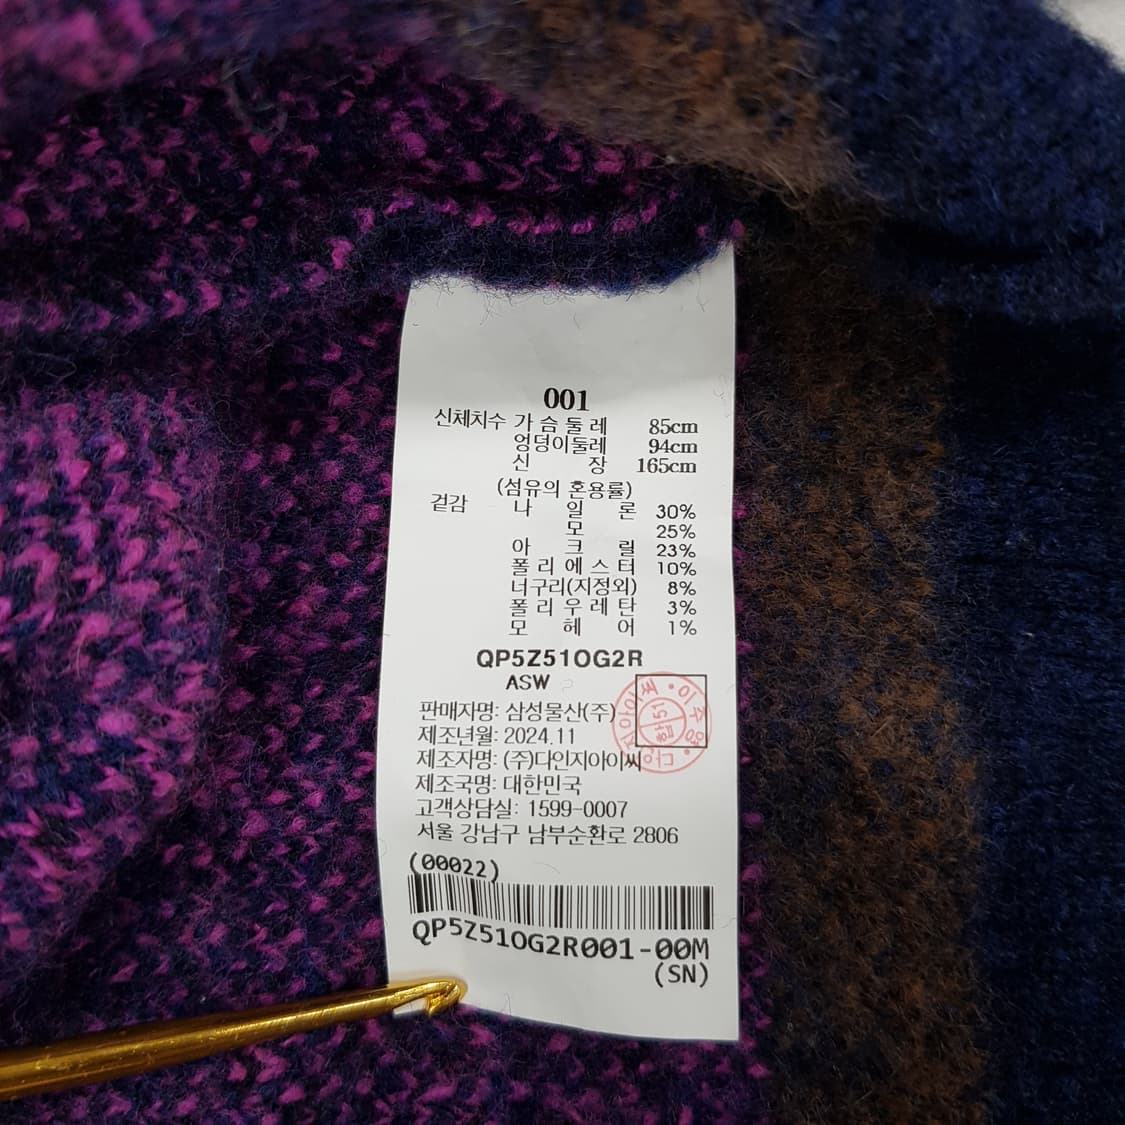 001
신체치수 가슴둘레 85cm
엉덩이둘레 94cm
신장 165cm
(섬유의 혼용률)
겉감 나일론 30%
모 25%
아크릴 23%
폴리에스터 10%
너구리(지정외) 8%
폴리우레탄 3%
모헤어 1%
QP5Z51OG2R
ASW
판매자명: 삼성물산(주)
제조년월: 2024.11
제조자명: (주)다인지아이씨
제조국명: 대한민국
고객상담실: 1599-0007
서울 강남구 남부순환로 2806
(00022)
QP5Z51OG2R001-00M
(SN)